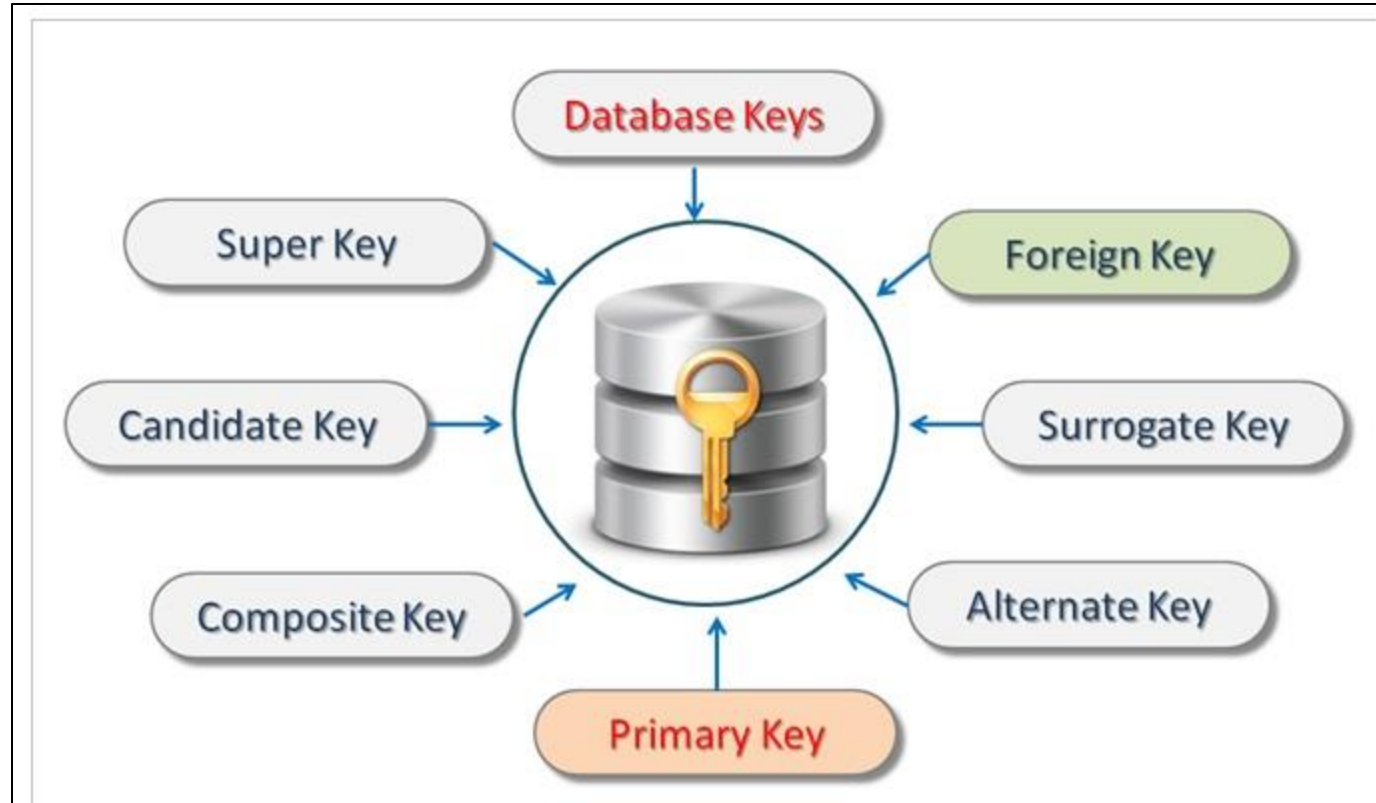 Database Keys
Super Key
Foreign Key
Candidate Key
Surrogate Key
Composite Key
Alternate Key
Primary Key